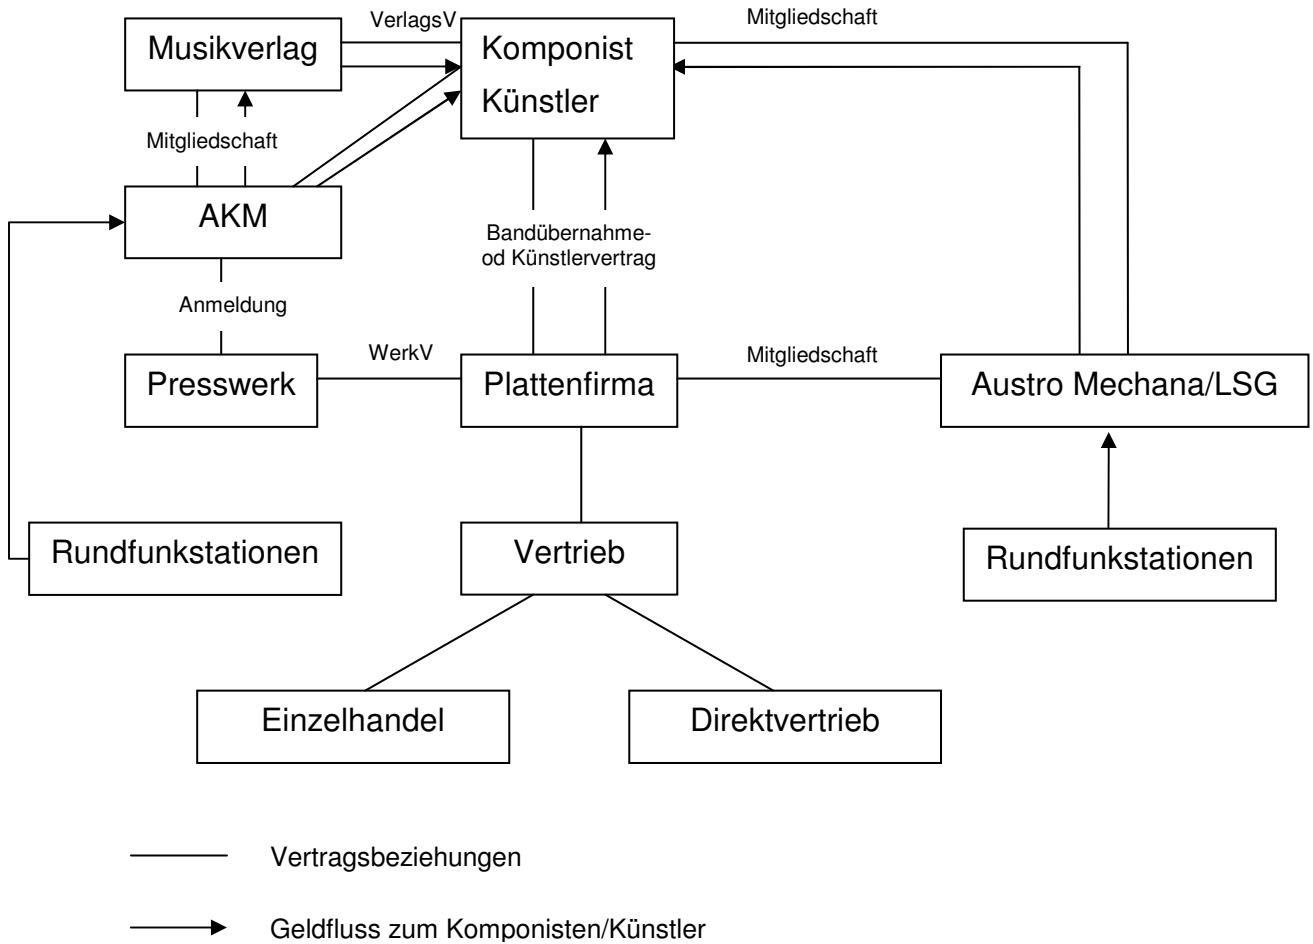 VerlagsV
Mitgliedschaft
Musikverlag
Komponist
Künstler
Mitgliedschaft
AKM
Bandübernahme-
od Künstlervertrag
Anmeldung
WerkV
Mitgliedschaft
Presswerk
Plattenfirma
Austro Mechana/LSG
Rundfunkstationen
Vertrieb
Rundfunkstationen
Einzelhandel
Direktvertrieb
Vertragsbeziehungen
Geldfluss zum Komponisten/Künstler